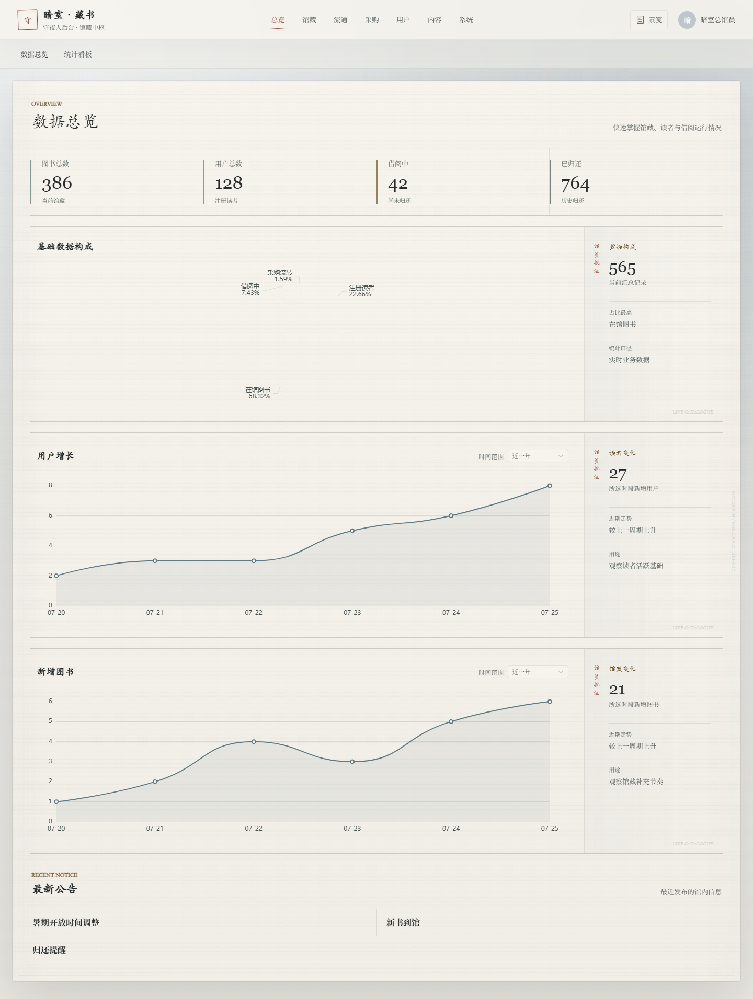 守
暗室 · 藏书
守夜人后台 · 馆藏中枢
总览 馆藏 流通 采购 用户 内容 系统
素笺
暗
暗室总馆员
数据总览 统计看板
OVERVIEW
数据总览
快速掌握馆藏、读者与借阅运行情况
图书总数
386
当前馆藏
用户总数
128
注册读者
借阅中
42
尚未归还
已归还
764
历史归还
基础数据构成
采购流转
1.59%
借阅中
7.43%
注册读者
22.66%
在馆图书
68.32%
馆员批注
数据构成
565
当前汇总记录
占比最高
在馆图书
统计口径
实时业务数据
LIVE CATALOGUE
用户增长
时间范围 近一年
8
6
4
2
0
07-20 07-21 07-22 07-23 07-24 07-25
馆员批注
读者变化
27
所选时段新增用户
近期走势
较上一周期上升
用途
观察读者活跃基础
LIVE CATALOGUE
ACCESSION / DARKROOM LIBRARY
新增图书
时间范围 近一年
6
5
4
3
2
1
0
07-20 07-21 07-22 07-23 07-24 07-25
馆员批注
馆藏变化
21
所选时段新增图书
近期走势
较上一周期上升
用途
观察馆藏补充节奏
LIVE CATALOGUE
RECENT NOTICE
最新公告
最近发布的馆内信息
暑期开放时间调整
新书到馆
归还提醒